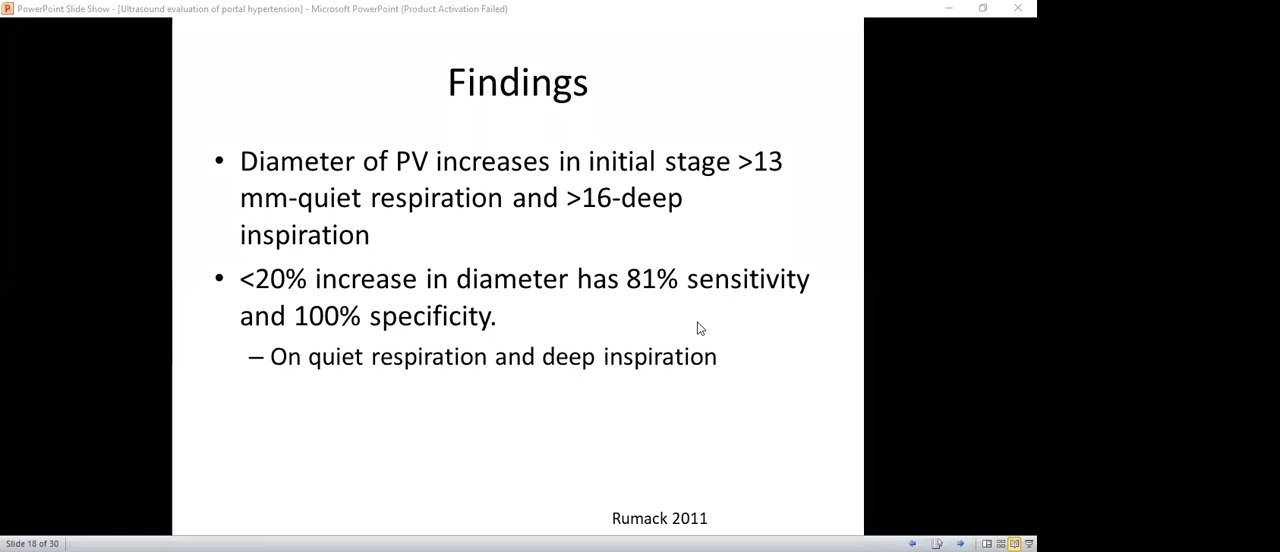 PowerPoint Slide Show - [Ultrasound evaluation of portal hypertension] - Microsoft PowerPoint (Product Activation Failed)
Findings
• Diameter of PV increases in initial stage >13
mm-quiet respiration and >16-deep
inspiration
• <20% increase in diameter has 81% sensitivity
and 100% specificity.
– On quiet respiration and deep inspiration
Rumack 2011
Slide 18 of 30